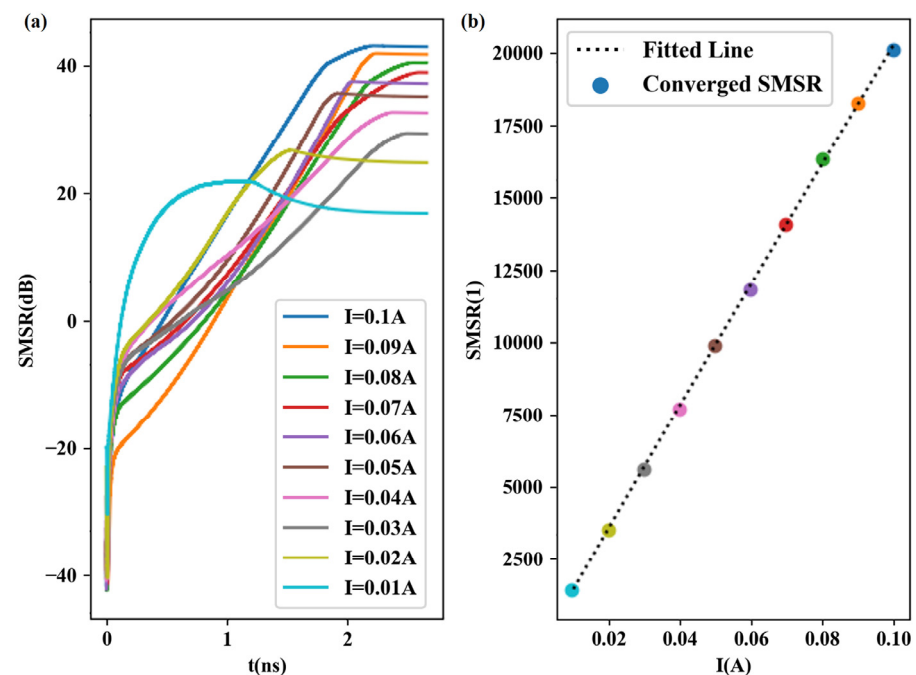 (a)
SMSR(dB)
40
20
0
−20
−40
I=0.1A
I=0.09A
I=0.08A
I=0.07A
I=0.06A
I=0.05A
I=0.04A
I=0.03A
I=0.02A
I=0.01A
0 1 2
t(ns)
(b)
SMSR(1)
20000
17500
15000
12500
10000
7500
5000
2500
Fitted Line
Converged SMSR
0.02 0.04 0.06 0.08 0.10
I(A)